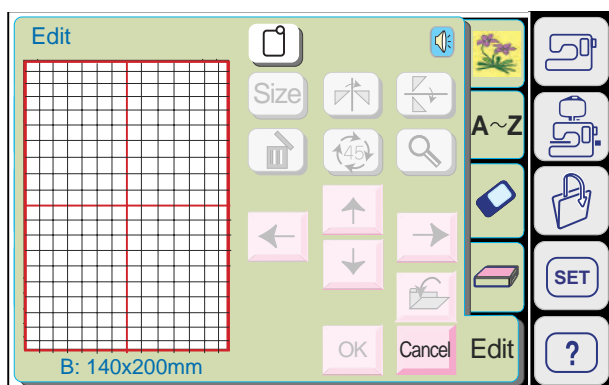 Edit
Size
A~Z
45
SET
OK
Cancel
Edit
?
B: 140x200mm